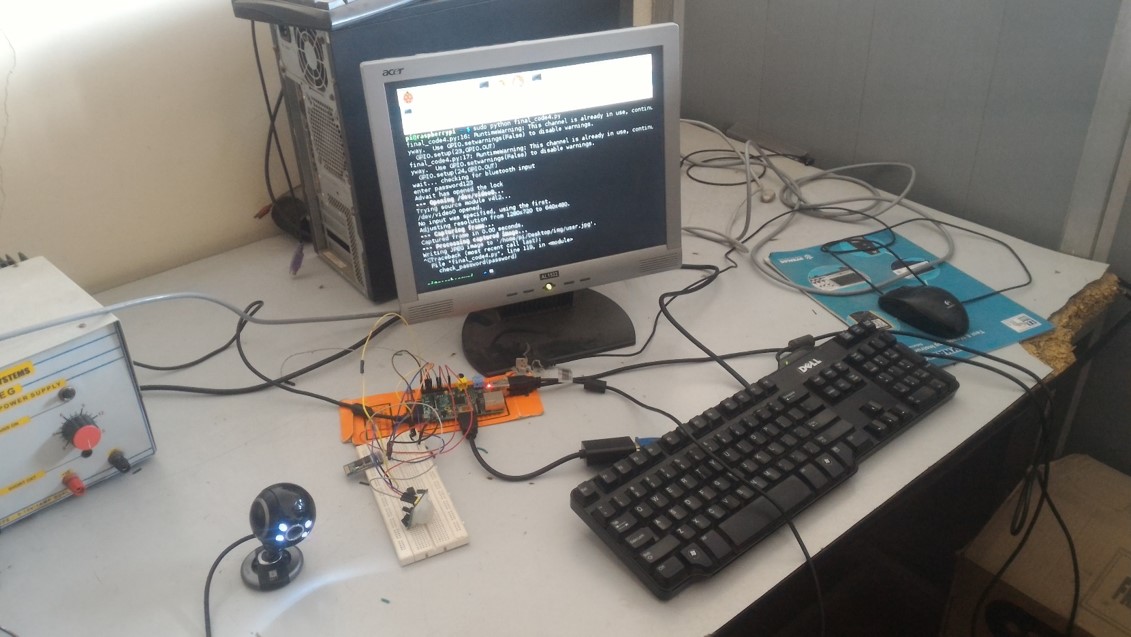 acer
pi@raspberrypi ~ $ sudo python final_code4.py
final_code4.py:16: RuntimeWarning: This channel is already in use, contin
yway. Use GPIO.setwarnings(False) to disable warnings.
GPIO.setup(23,GPIO.OUT)
final_code4.py:17: RuntimeWarning: This channel is already in use, contin
yway. Use GPIO.setwarnings(False) to disable warnings.
GPIO.setup(24,GPIO.OUT)
wait... checking for bluetooth input
enter password123
Advait has opened the lock
--- Opening /dev/video0...
Trying source module v4l2...
/dev/video0 opened.
No input was specified, using the first.
Adjusting resolution from 1280x720 to 640x480.
--- Capturing frame...
Captured frame in 0.00 seconds.
--- Processing captured image...
Writing JPEG image to '/home/pi/Desktop/img/user.jpg'.
^CTraceback (most recent call last):
File "final_code4.py", line 119, in <module>
check_password(password)
SYSTEMS
POWER SUPPLY
DELL